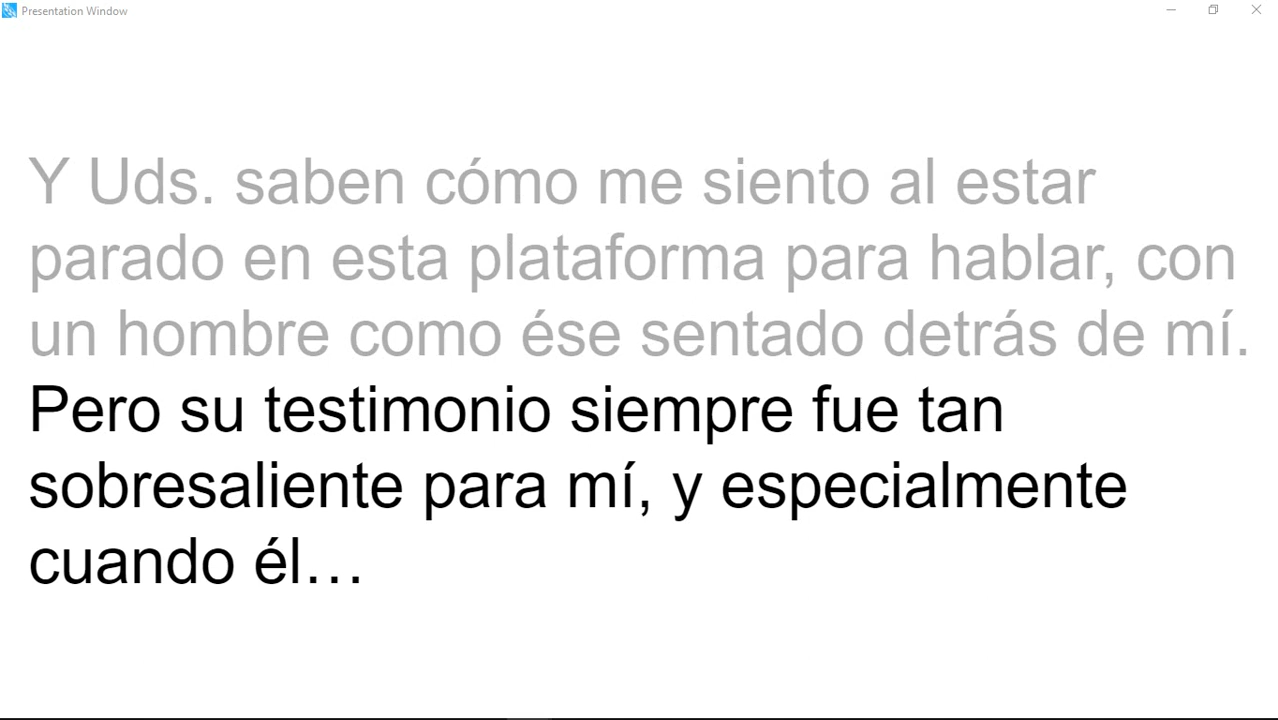 Presentation Window
Y Uds. saben cómo me siento al estar
parado en esta plataforma para hablar, con
un hombre como ése sentado detrás de mí.
Pero su testimonio siempre fue tan
sobresaliente para mí, y especialmente
cuando él…